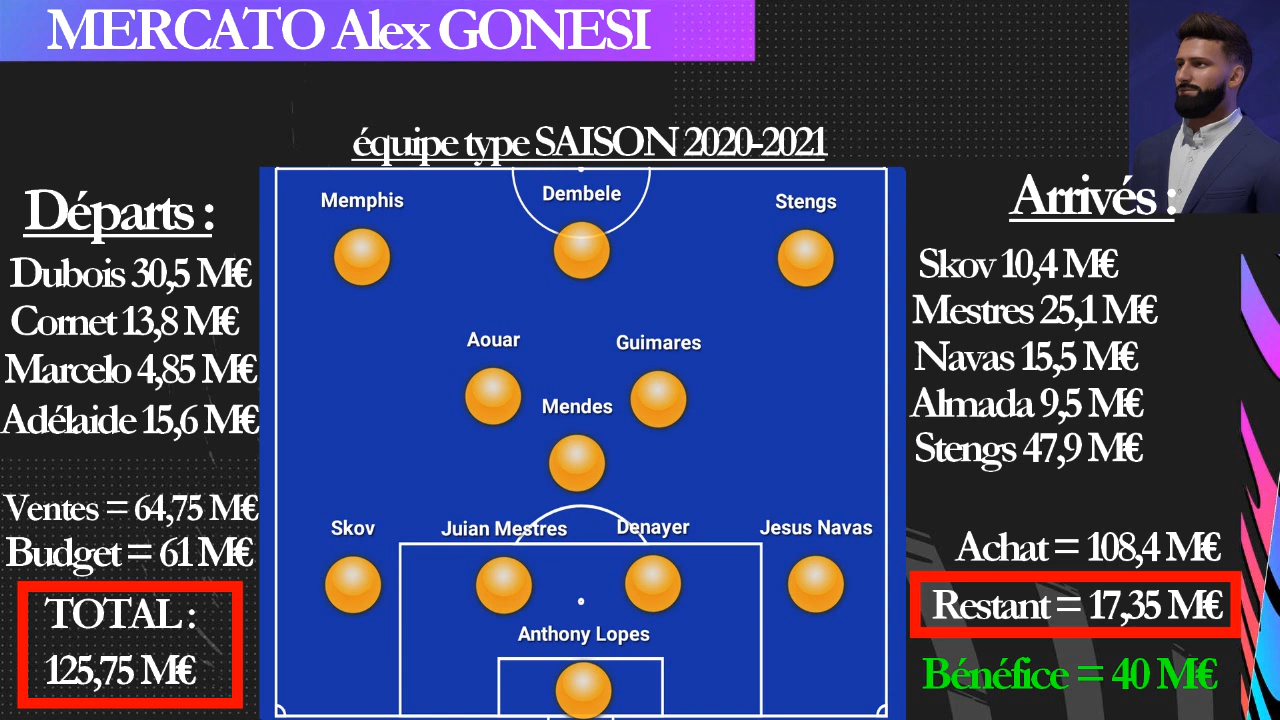 MERCATO Alex GONESI
équipe type SAISON 2020-2021
Départs :
Dubois 30,5 M€
Cornet 13,8 M€
Marcelo 4,85 M€
Adélaide 15,6 M€
Ventes = 64,75 M€
Budget = 61 M€
TOTAL :
125,75 M€
Memphis
Dembele
Stengs
Aouar
Guimares
Mendes
Skov
Juian Mestres
Denayer
Jesus Navas
Anthony Lopes
Arrivés :
Skov 10,4 M€
Mestres 25,1 M€
Navas 15,5 M€
Almada 9,5 M€
Stengs 47,9 M€
Achat = 108,4 M€
Restant = 17,35 M€
Bénéfice = 40 M€